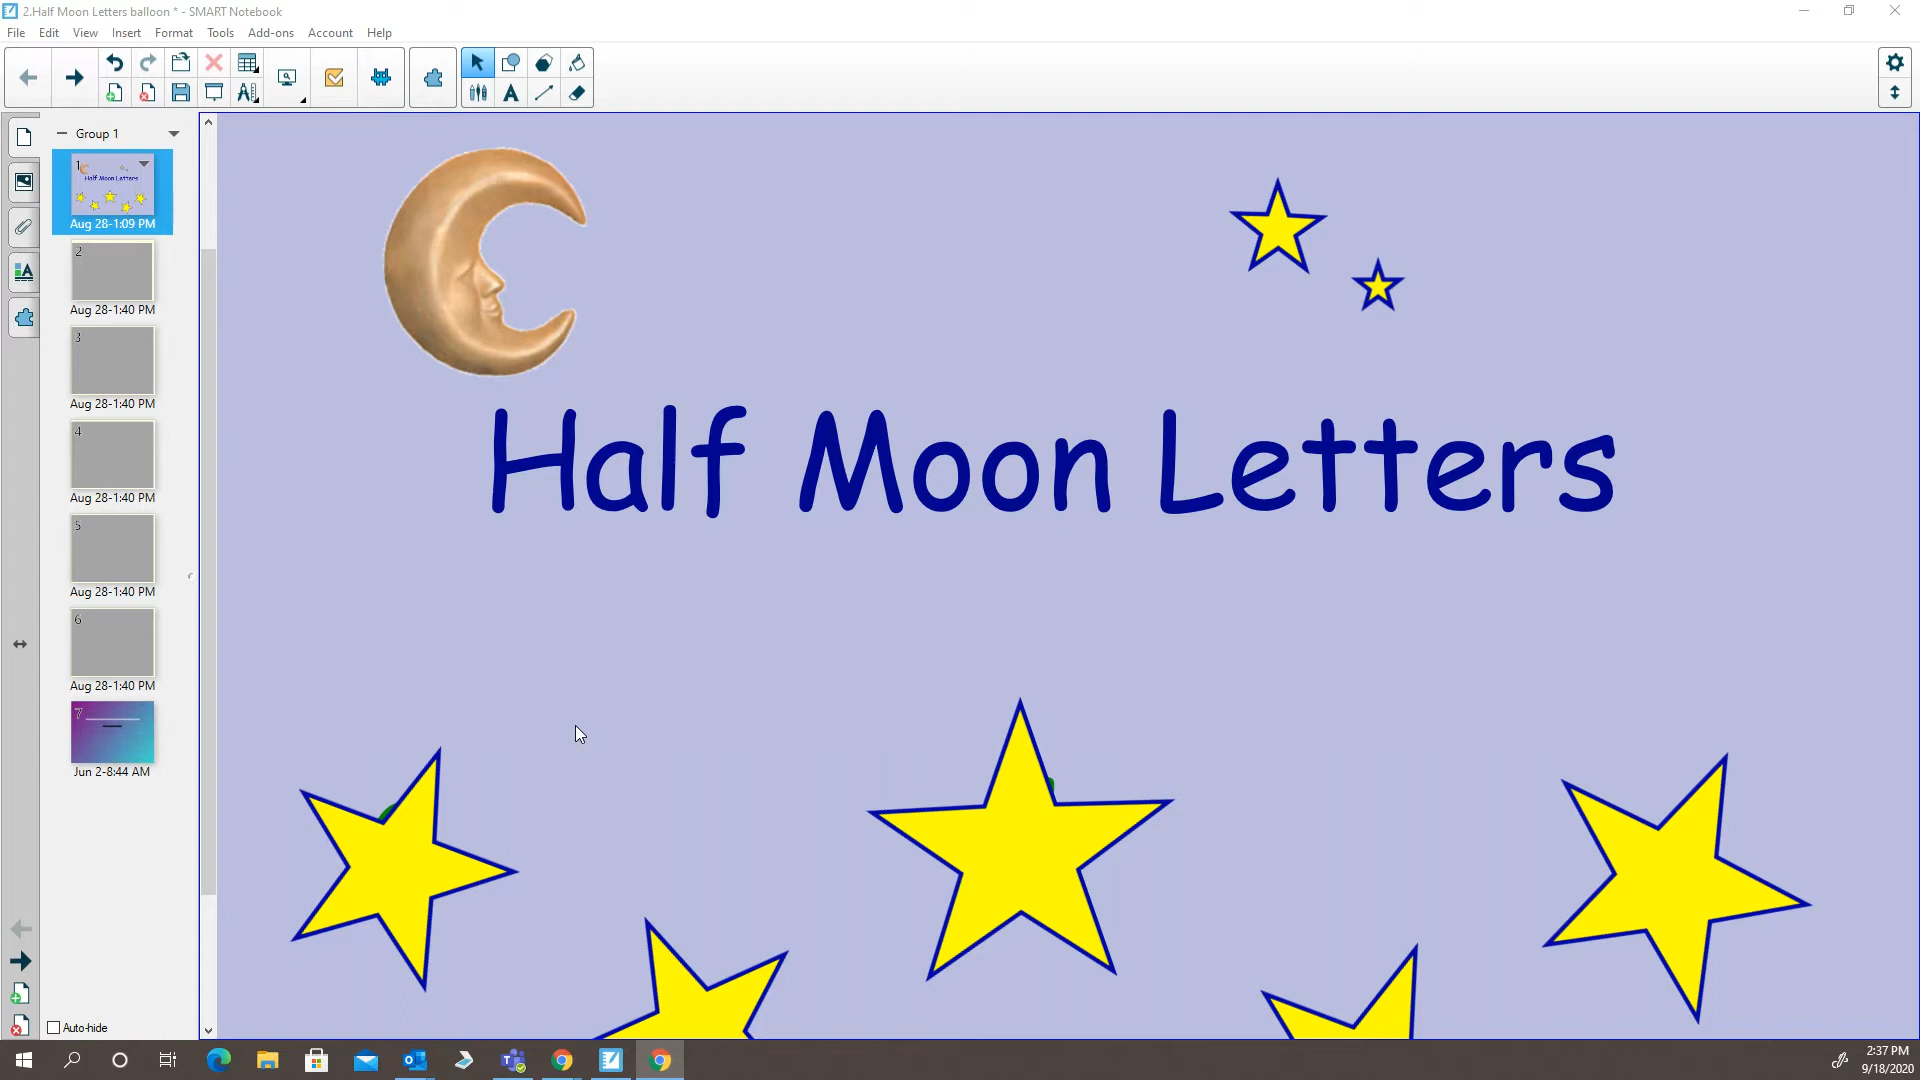 2.Half Moon Letters balloon * - SMART Notebook
File Edit View Insert Format Tools Add-ons Account Help
Group 1
1
Half Moon Letters
Aug 28-1:09 PM
2
Aug 28-1:40 PM
3
Aug 28-1:40 PM
4
Aug 28-1:40 PM
5
Aug 28-1:40 PM
6
Aug 28-1:40 PM
7
Jun 2-8:44 AM
Auto-hide
Half Moon Letters
2:37 PM
9/18/2020